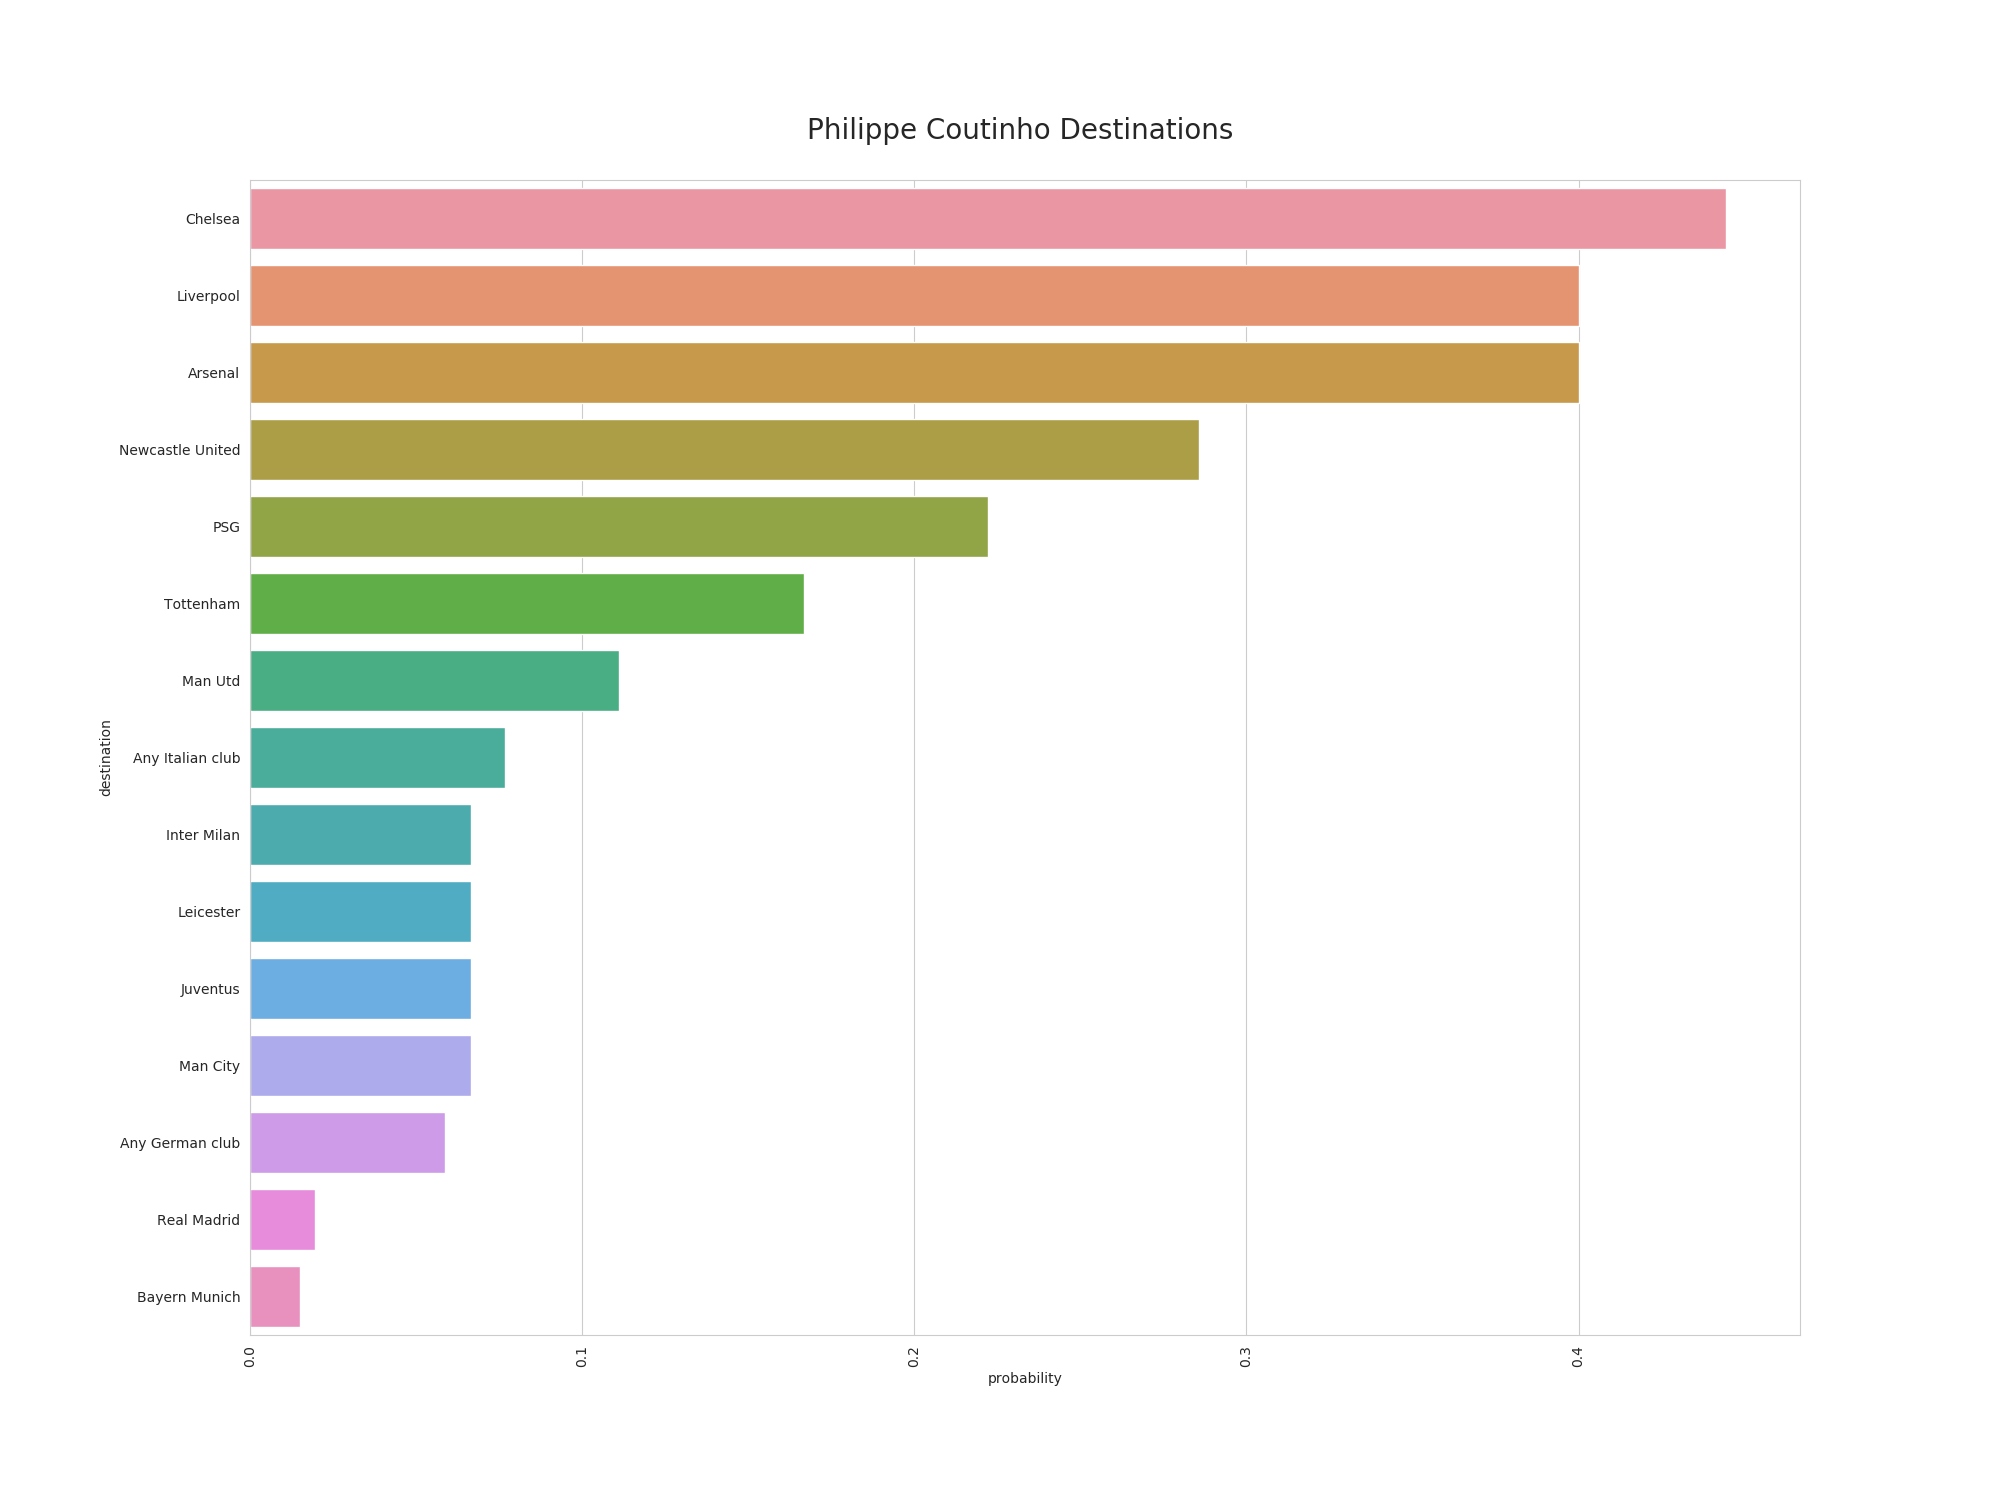 Philippe Coutinho Destinations
Chelsea
Liverpool
Arsenal
Newcastle United
PSG
Tottenham
Man Utd
Any Italian club
Inter Milan
Leicester
Juventus
Man City
Any German club
Real Madrid
Bayern Munich
destination
0.0
0.1
0.2
0.3
0.4
probability